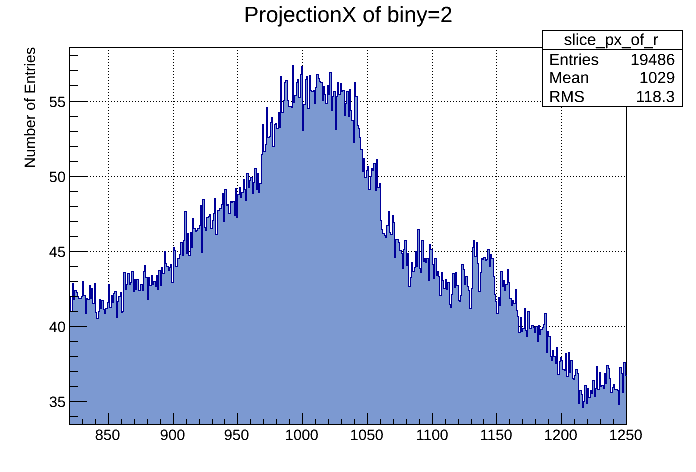 ProjectionX of biny=2
slice_px_of_r
Entries 19486
Mean 1029
RMS 118.3
Number of Entries
55
50
45
40
35
850 900 950 1000 1050 1100 1150 1200 1250